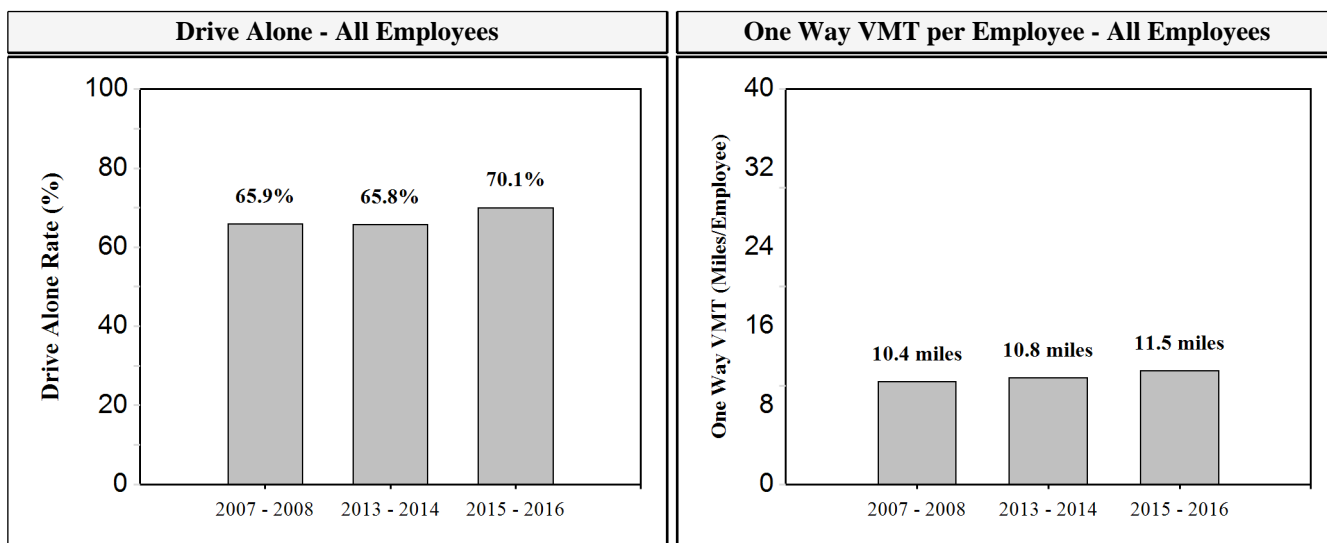 Drive Alone - All Employees
Drive Alone Rate (%)
100
80
60
40
20
0
65.9%
65.8%
70.1%
2007 - 2008
2013 - 2014
2015 - 2016
One Way VMT per Employee - All Employees
One Way VMT (Miles/Employee)
40
32
24
16
8
0
10.4 miles
10.8 miles
11.5 miles
2007 - 2008
2013 - 2014
2015 - 2016